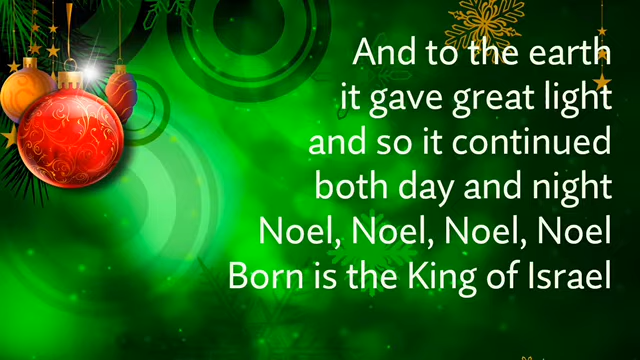 And to the earth
it gave great light
and so it continued
both day and night
Noel, Noel, Noel, Noel
Born is the King of Israel